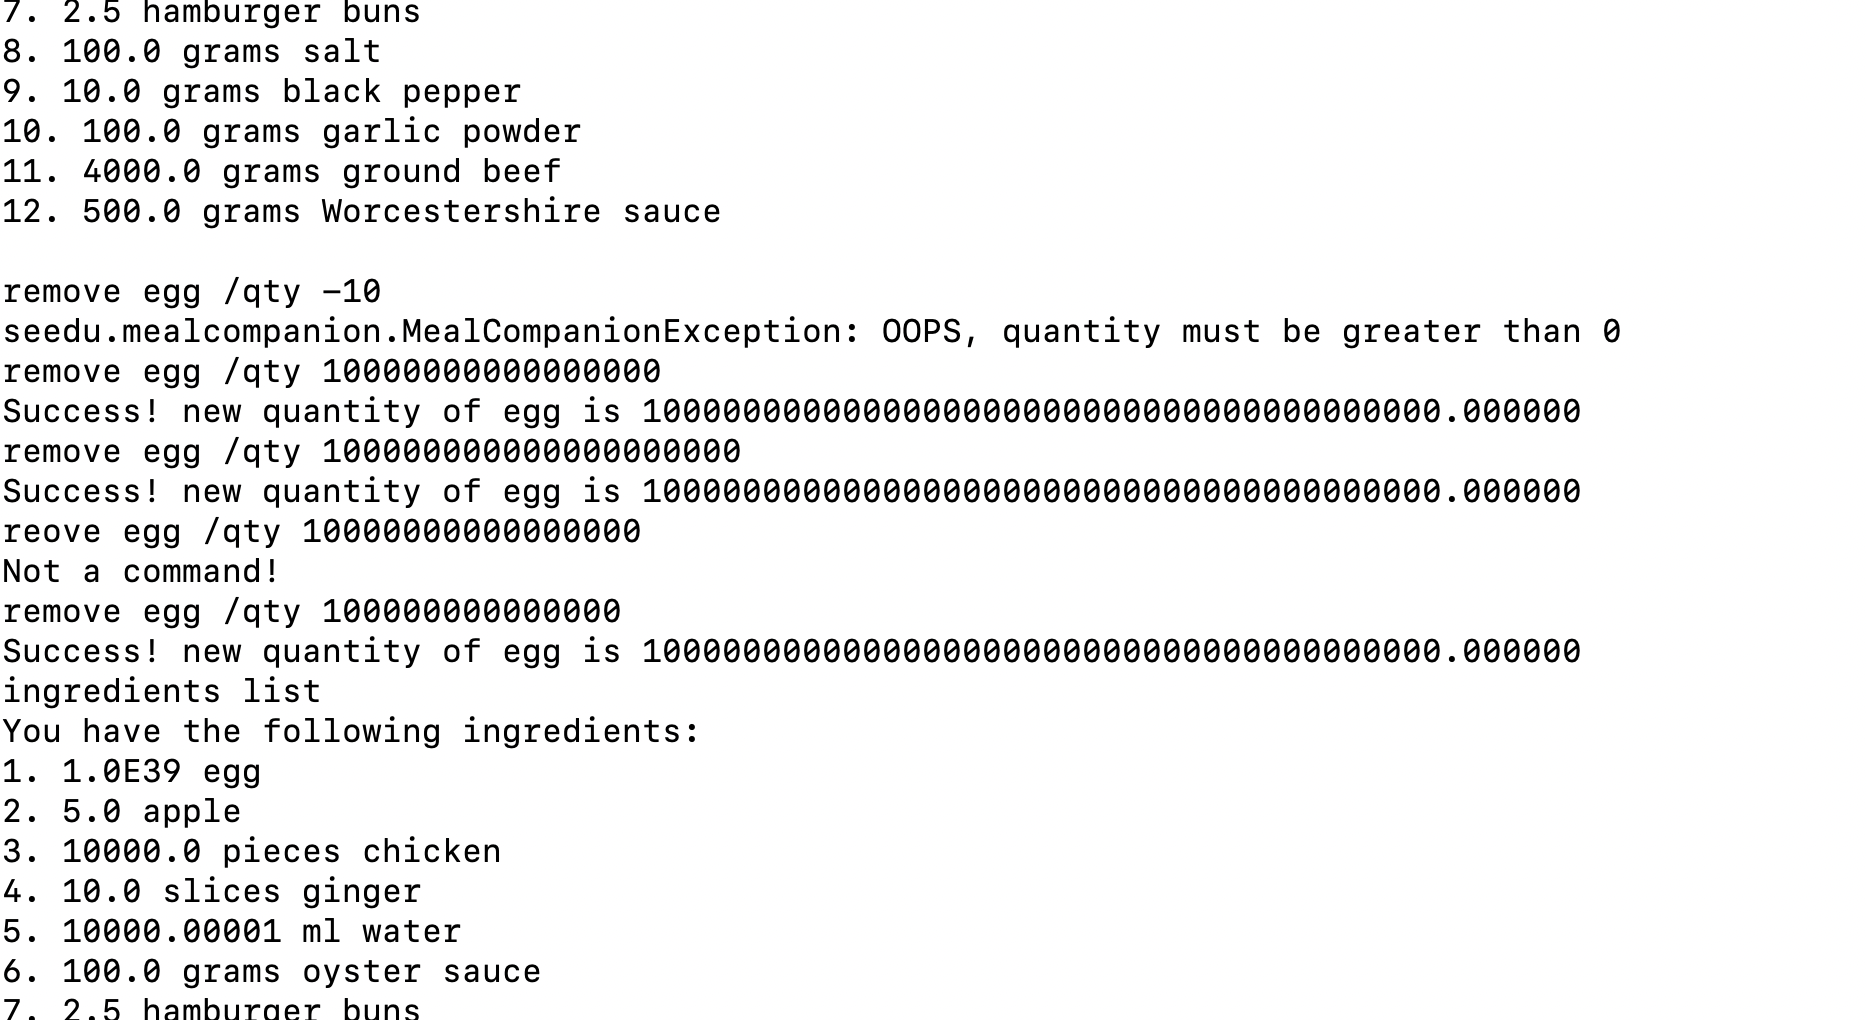 7. 2.5 hamburger buns
8. 100.0 grams salt
9. 10.0 grams black pepper
10. 100.0 grams garlic powder
11. 4000.0 grams ground beef
12. 500.0 grams Worcestershire sauce
remove egg /qty -10
seedu.mealcompanion.MealCompanionException: OOPS, quantity must be greater than 0
remove egg /qty 10000000000000000
Success! new quantity of egg is 1000000000000000000000000000000000000000.000000
remove egg /qty 100000000000000000000
Success! new quantity of egg is 1000000000000000000000000000000000000000.000000
reove egg /qty 10000000000000000
Not a command!
remove egg /qty 100000000000000
Success! new quantity of egg is 1000000000000000000000000000000000000000.000000
ingredients list
You have the following ingredients:
1. 1.0E39 egg
2. 5.0 apple
3. 10000.0 pieces chicken
4. 10.0 slices ginger
5. 10000.00001 ml water
6. 100.0 grams oyster sauce
7. 2.5 hamburger buns